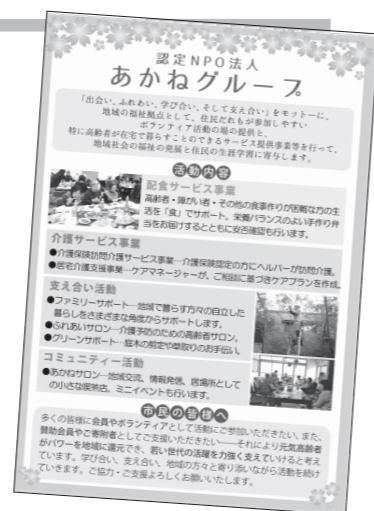 認定NPO法人
あかねグループ
「出会い、ふれあい、学び合い、そして支え合い」をモットーに、
地域の福祉拠点として、住民だれもが参加しやすい
ボランティア活動の場の提供と、
特に高齢者が在宅で暮らすことのできるサービス提供事業等を行って、
地域社会の福祉の発展と住民の生涯学習に寄与します。
活動内容
配食サービス事業
高齢者・障がい者・その他の食事作りが困難な方の生
活を「食」でサポート。栄養バランスのよい手作り弁
当をお届けするとともに安否確認も行います。
介護サービス事業
●介護保険訪問介護サービス事業…介護保険認定の方にヘルパーが訪問介護。
●居宅介護支援事業…ケアマネージャーが、ご相談に基づきケアプランを作成。
支え合い活動
●ファミリーサポート…地域で暮らす方々の自立した
暮らしをさまざまな角度からサポートします。
●ふれあいサロン…介護予防のための高齢者サロン。
●グリーンサポート…庭木の剪定や草取りのお手伝い。
コミュニティー活動
●あかねサロン…地域交流、情報発信、居場所として
の小さな喫茶店。ミニイベントも行います。
市民の皆様へ
多くの皆様に会員やボランティアとして活動にご参加いただきたい、また、
賛助会員やご寄附者としてご支援いただきたい――それにより元気高齢者
がパワーを地域に還元でき、若い世代の活躍を力強く支えていけると考え
ています。学び合い、支え合い、地域の方々と寄り添いながら活動を続け
ていきます。ご協力・ご支援よろしくお願いいたします。